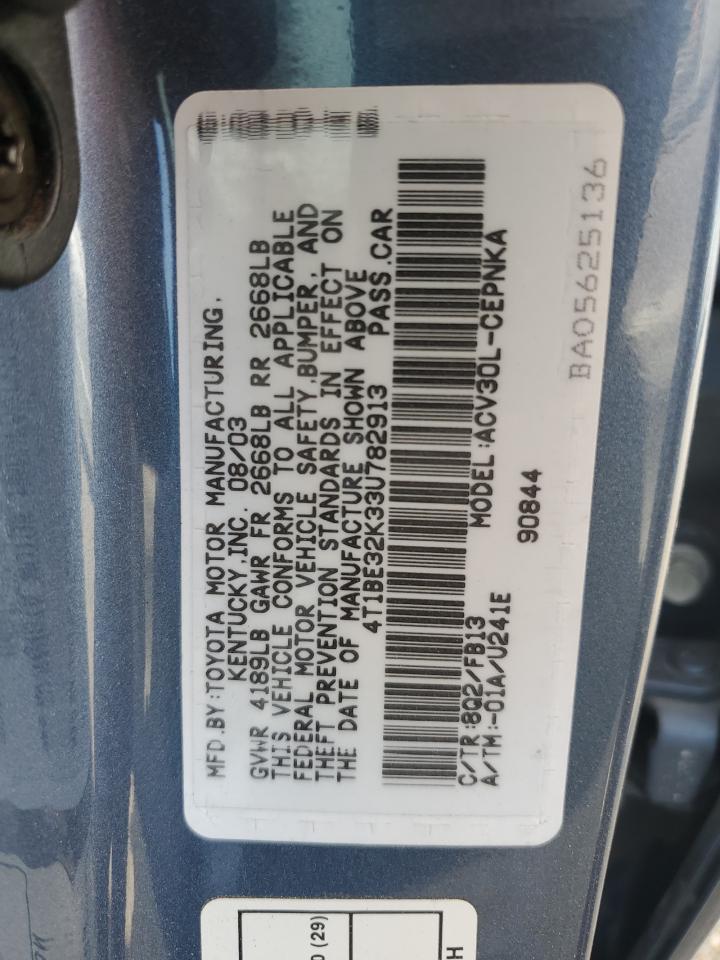 MFD.BY:TOYOTA MOTOR MANUFACTURING.
KENTUCKY,INC. 08/03
GVWR 4189LB GAWR FR 2668LB RR 2668LB
THIS VEHICLE CONFORMS TO ALL APPLICABLE
FEDERAL MOTOR VEHICLE SAFETY,BUMPER, AND
THEFT PREVENTION STANDARDS IN EFFECT ON
THE DATE OF MANUFACTURE SHOWN ABOVE
4T1BE32K33U782913 PASS.CAR
C/TR:8Q2/FB13 MODEL:ACV30L-CEPNKA
A/TM:-01A/U241E 90844
BA05625136
(29)
H